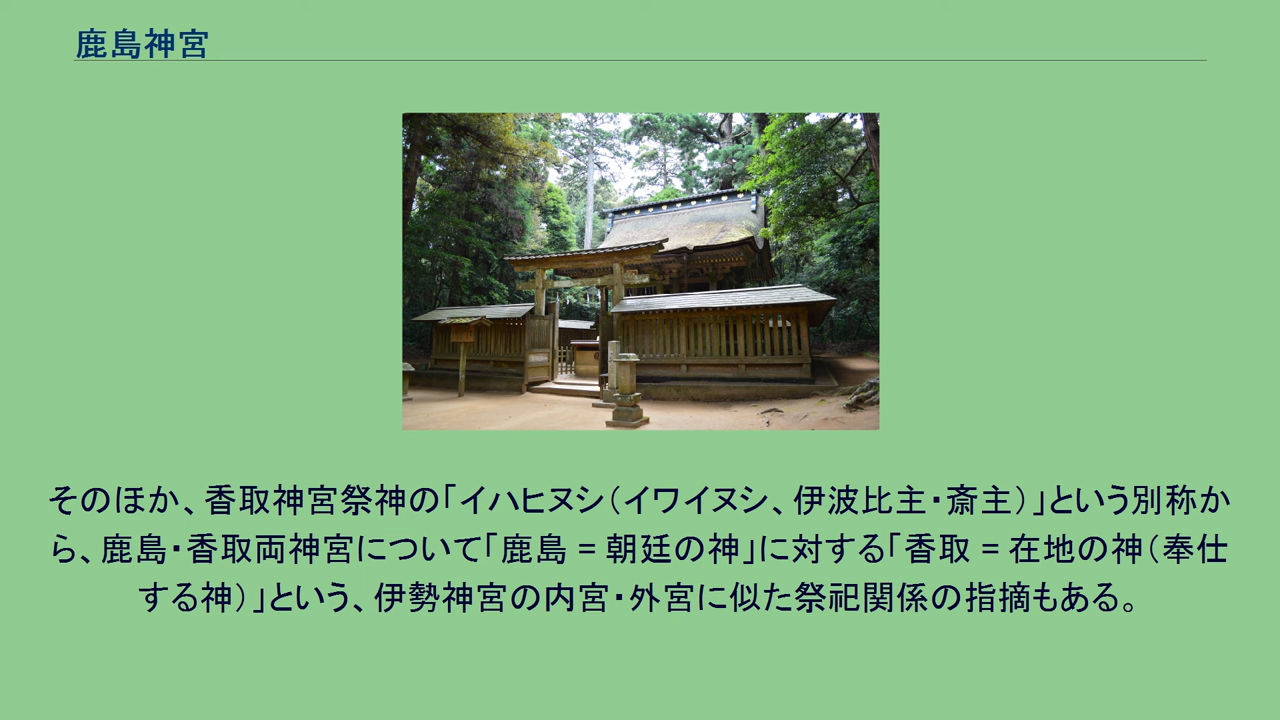 鹿島神宮
そのほか、香取神宮祭神の「イハヒヌシ（イワイヌシ、伊波比主・斎主）」という別称か
ら、鹿島・香取両神宮について「鹿島 = 朝廷の神」に対する「香取 = 在地の神（奉仕
する神）」という、伊勢神宮の内宮・外宮に似た祭祀関係の指摘もある。